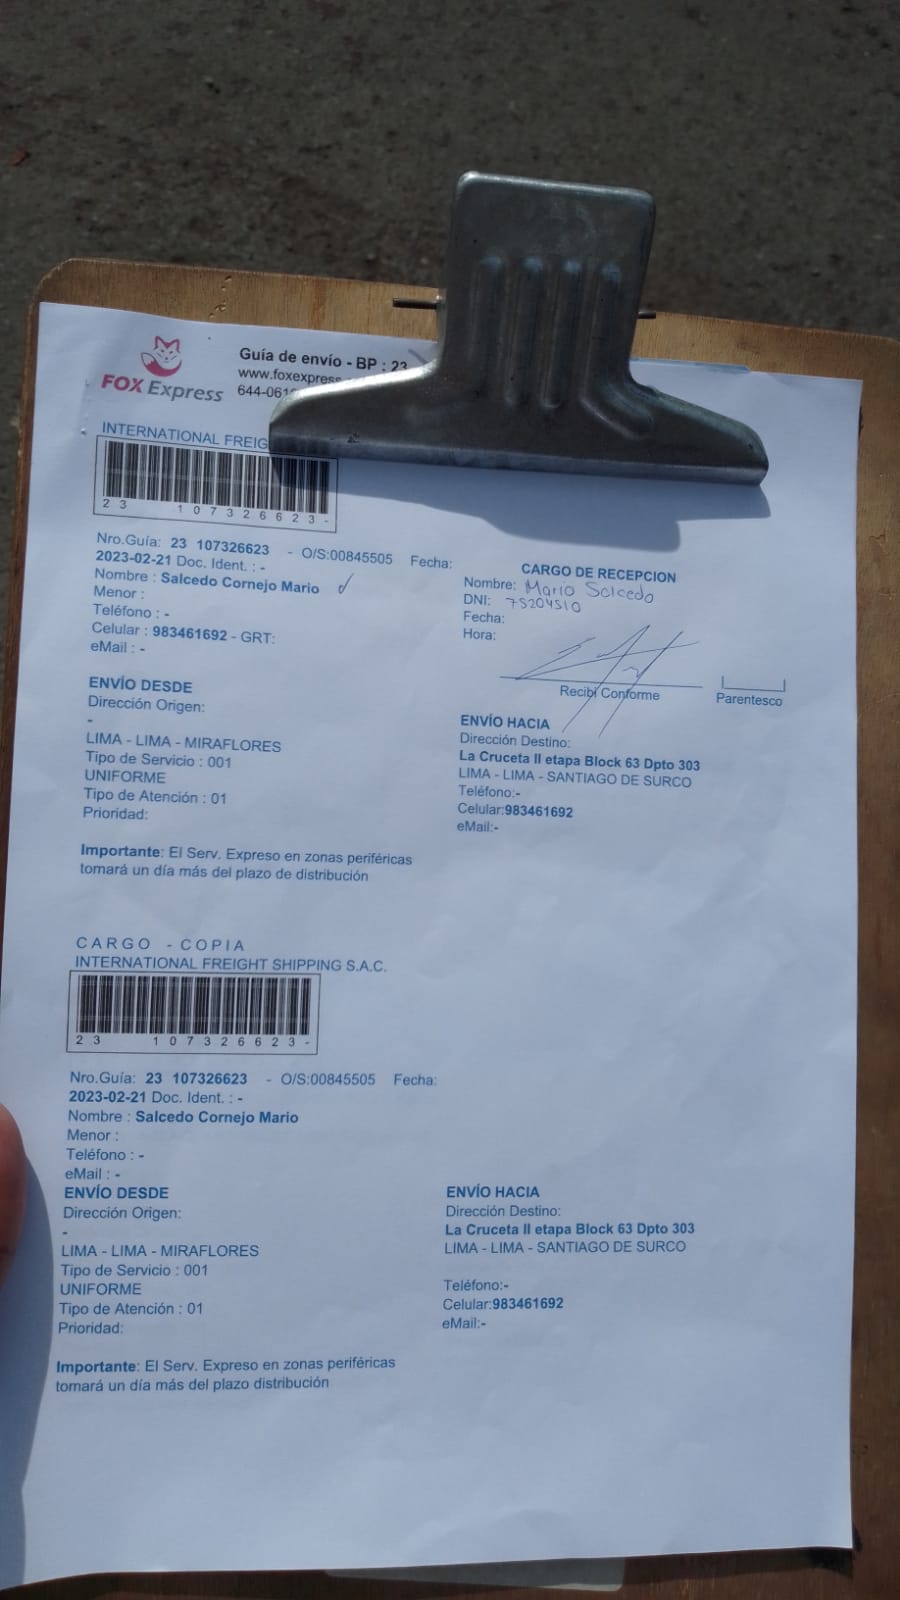 FOX Express
Guía de envío - BP : 23
www.foxexpress
644-061
INTERNATIONAL FREIG
23 107326623-
Nro.Guía: 23 107326623 - O/S:00845505 Fecha:
2023-02-21 Doc. Ident. : -
Nombre : Salcedo Cornejo Mario
Menor :
Teléfono : -
Celular : 983461692 - GRT:
eMail : -
CARGO DE RECEPCION
Nombre: Mario Salcedo
DNI: 75204510
Fecha:
Hora:
Recibí Conforme
Parentesco
ENVÍO DESDE
Dirección Origen:
-
LIMA - LIMA - MIRAFLORES
Tipo de Servicio : 001
UNIFORME
Tipo de Atención : 01
Prioridad:
ENVÍO HACIA
Dirección Destino:
La Cruceta II etapa Block 63 Dpto 303
LIMA - LIMA - SANTIAGO DE SURCO
Teléfono:-
Celular:983461692
eMail:-
Importante: El Serv. Expreso en zonas periféricas
tomará un día más del plazo de distribución
CARGO - COPIA
INTERNATIONAL FREIGHT SHIPPING S.A.C.
23 107326623-
Nro.Guía: 23 107326623 - O/S:00845505 Fecha:
2023-02-21 Doc. Ident. : -
Nombre : Salcedo Cornejo Mario
Menor :
Teléfono : -
eMail : -
ENVÍO DESDE
Dirección Origen:
-
LIMA - LIMA - MIRAFLORES
Tipo de Servicio : 001
UNIFORME
Tipo de Atención : 01
Prioridad:
ENVÍO HACIA
Dirección Destino:
La Cruceta II etapa Block 63 Dpto 303
LIMA - LIMA - SANTIAGO DE SURCO
Teléfono:-
Celular:983461692
eMail:-
Importante: El Serv. Expreso en zonas periféricas
tomará un día más del plazo distribución